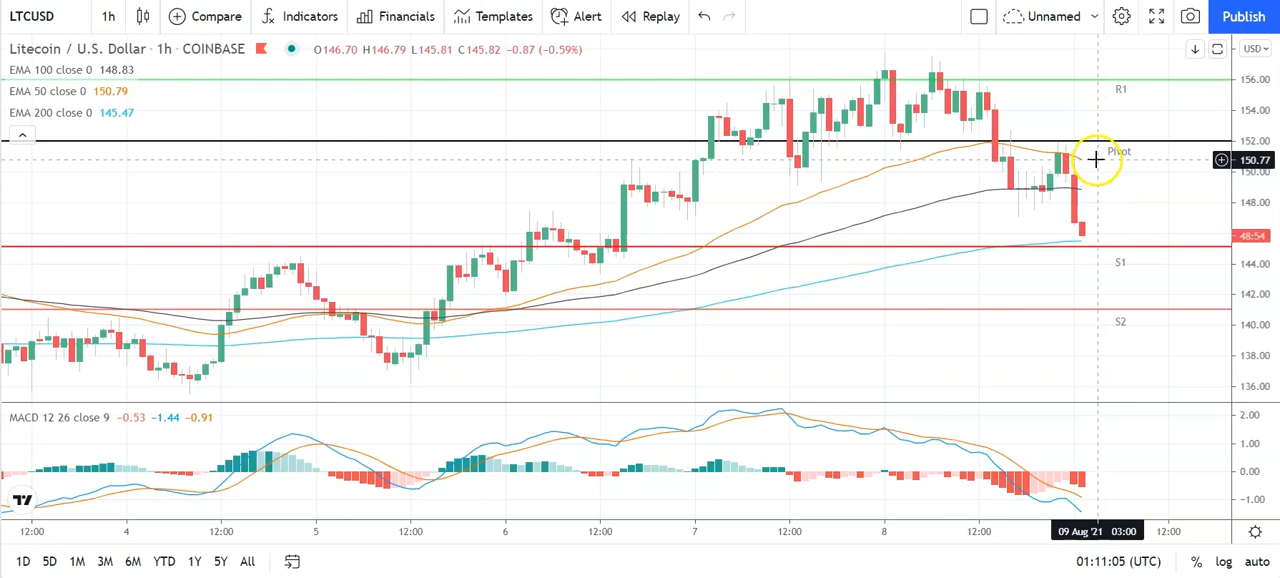 LTCUSD 1h Compare Indicators Financials Templates Alert Replay Unnamed Publish
Litecoin / U.S. Dollar · 1h · COINBASE O146.70 H146.79 L145.81 C145.82 −0.87 (−0.59%) USD
EMA 100 close 0 148.83
EMA 50 close 0 150.79
EMA 200 close 0 145.47
156.00
R1
154.00
152.00
Pivot
150.77
150.00
148.00
48:54
S1
144.00
142.00
S2
140.00
138.00
136.00
MACD 12 26 close 9 −0.53 −1.44 −0.91
2.00
1.00
0.00
−1.00
12:00 4 12:00 5 12:00 6 12:00 7 12:00 8 12:00 09 Aug '21 03:00 12:00
1D 5D 1M 3M 6M YTD 1Y 5Y All 01:11:05 (UTC) % log auto